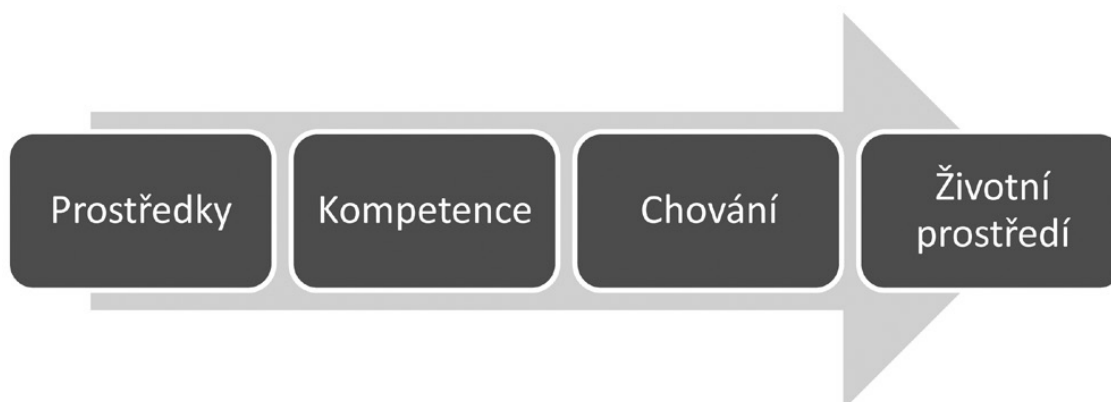 Prostředky
Kompetence
Chování
Životní
prostředí